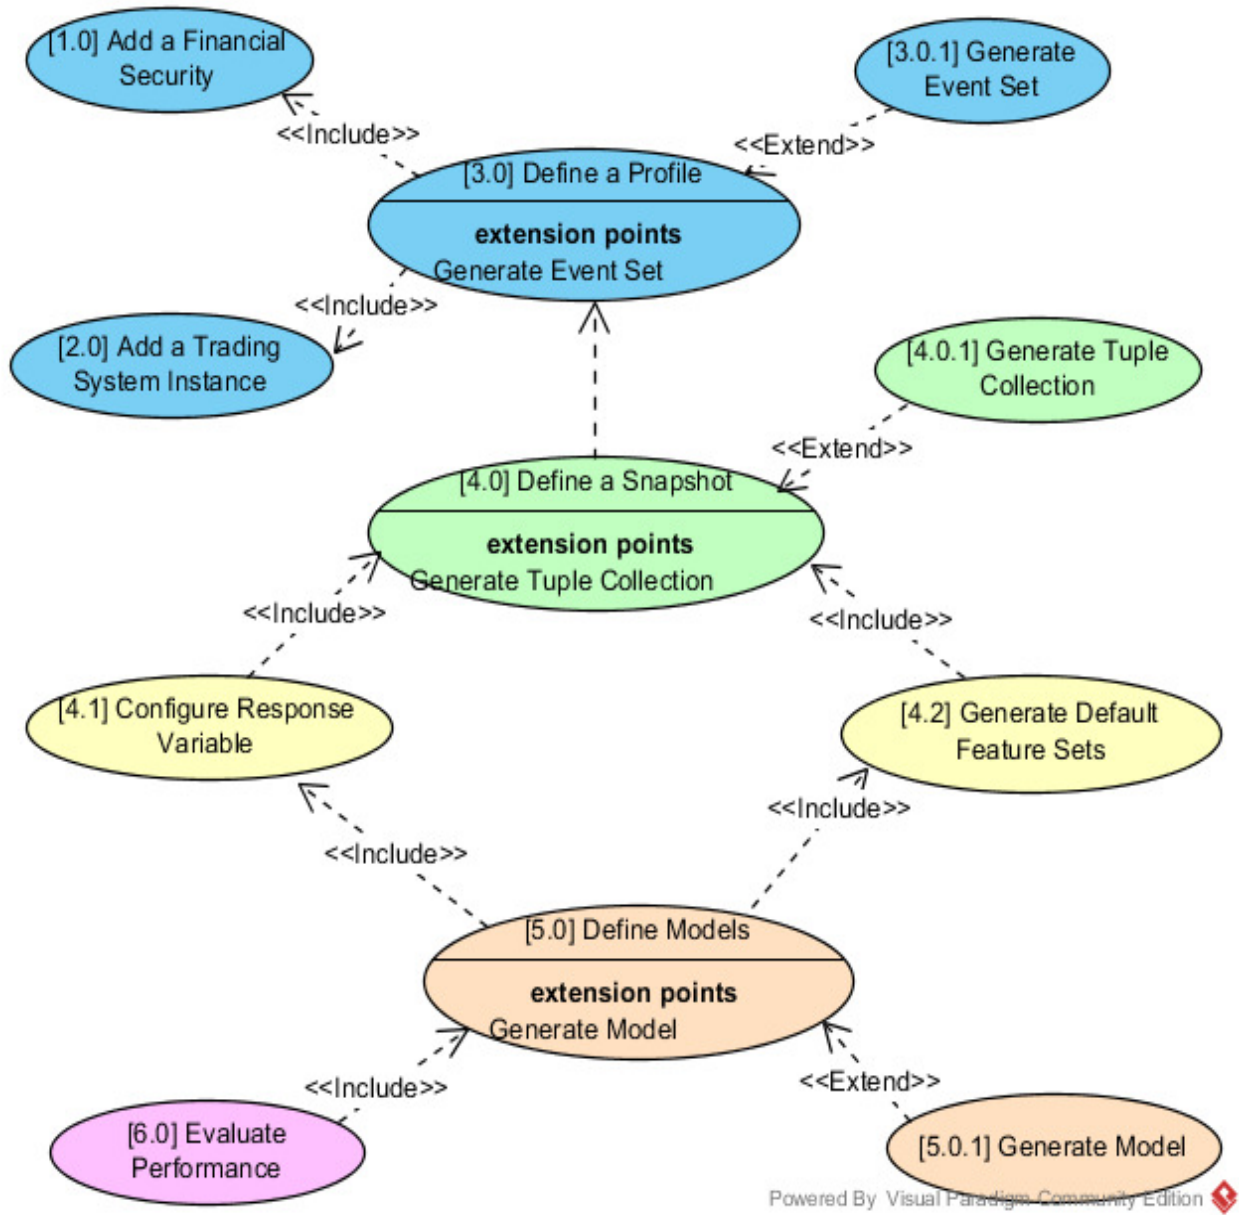 [1.0] Add a Financial
Security
[3.0.1] Generate
Event Set
<<Include>>
<<Extend>>
[3.0] Define a Profile
extension points
Generate Event Set
<<Include>>
[2.0] Add a Trading
System Instance
[4.0.1] Generate Tuple
Collection
<<Extend>>
[4.0] Define a Snapshot
extension points
Generate Tuple Collection
<<Include>>
<<Include>>
[4.1] Configure Response
Variable
[4.2] Generate Default
Feature Sets
<<Include>>
<<Include>>
[5.0] Define Models
extension points
Generate Model
<<Include>>
<<Extend>>
[6.0] Evaluate
Performance
[5.0.1] Generate Model
Powered By Visual Paradigm Community Edition